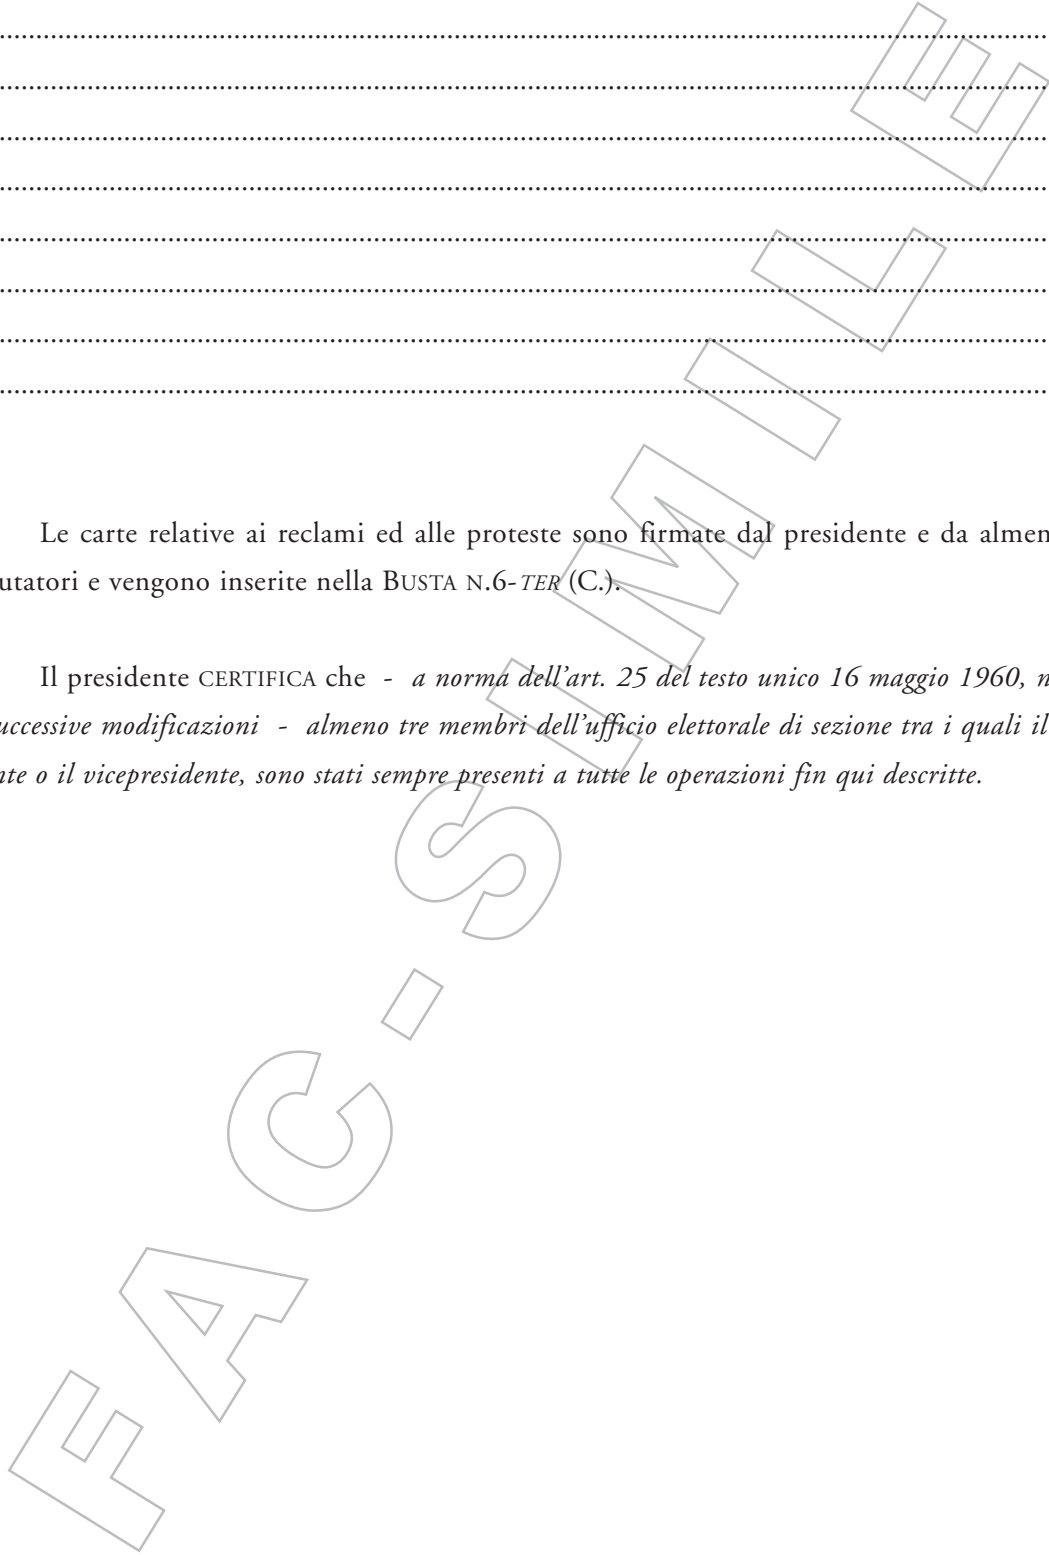 ........................................................................
........................................................................
........................................................................
........................................................................
........................................................................
........................................................................
........................................................................
........................................................................
Le carte relative ai reclami ed alle proteste sono firmate dal presidente e da almen
utatori e vengono inserite nella BUSTA N.6-TER (C.).
Il presidente CERTIFICA che - a norma dell'art. 25 del testo unico 16 maggio 1960, n
uccessive modificazioni - almeno tre membri dell'ufficio elettorale di sezione tra i quali il
nte o il vicepresidente, sono stati sempre presenti a tutte le operazioni fin qui descritte.
FAC-SIMILE